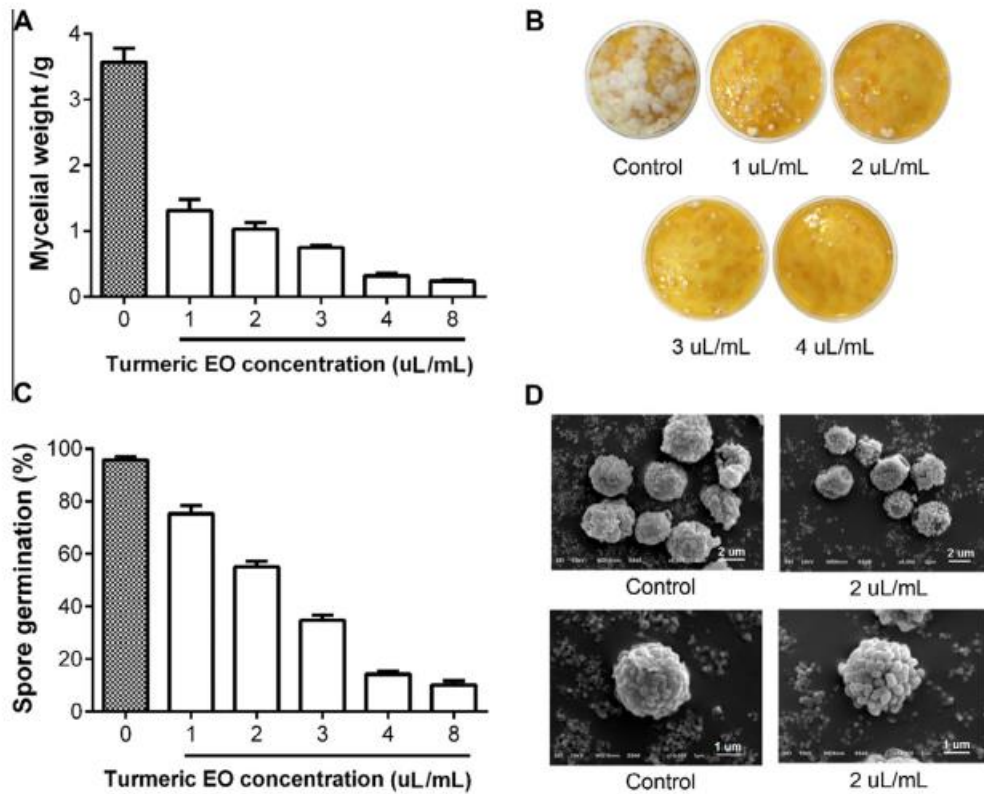 A
Mycelial weight /g
4
3
2
1
0
0 1 2 3 4 8
Turmeric EO concentration (uL/mL)
B
Control 1 uL/mL 2 uL/mL
3 uL/mL 4 uL/mL
C
Spore germination (%)
100
80
60
40
20
0
0 1 2 3 4 8
Turmeric EO concentration (uL/mL)
D
2 um 2 um
Control 2 uL/mL
1 um 1 um
Control 2 uL/mL